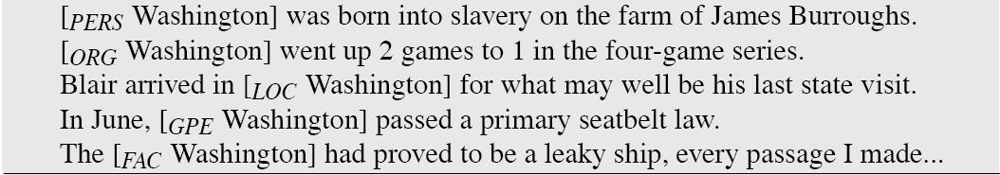 [PERS Washington] was born into slavery on the farm of James Burroughs.
[ORG Washington] went up 2 games to 1 in the four-game series.
Blair arrived in [LOC Washington] for what may well be his last state visit.
In June, [GPE Washington] passed a primary seatbelt law.
The [FAC Washington] had proved to be a leaky ship, every passage I made...